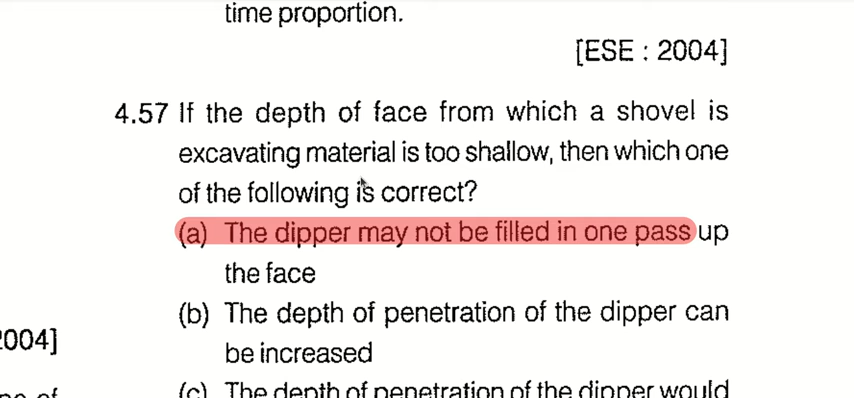 time proportion.
[ESE : 2004]
4.57 If the depth of face from which a shovel is
excavating material is too shallow, then which one
of the following is correct?
(a) The dipper may not be filled in one pass up
the face
(b) The depth of penetration of the dipper can
2004]
be increased
(c) The depth of penetration of the dipper would